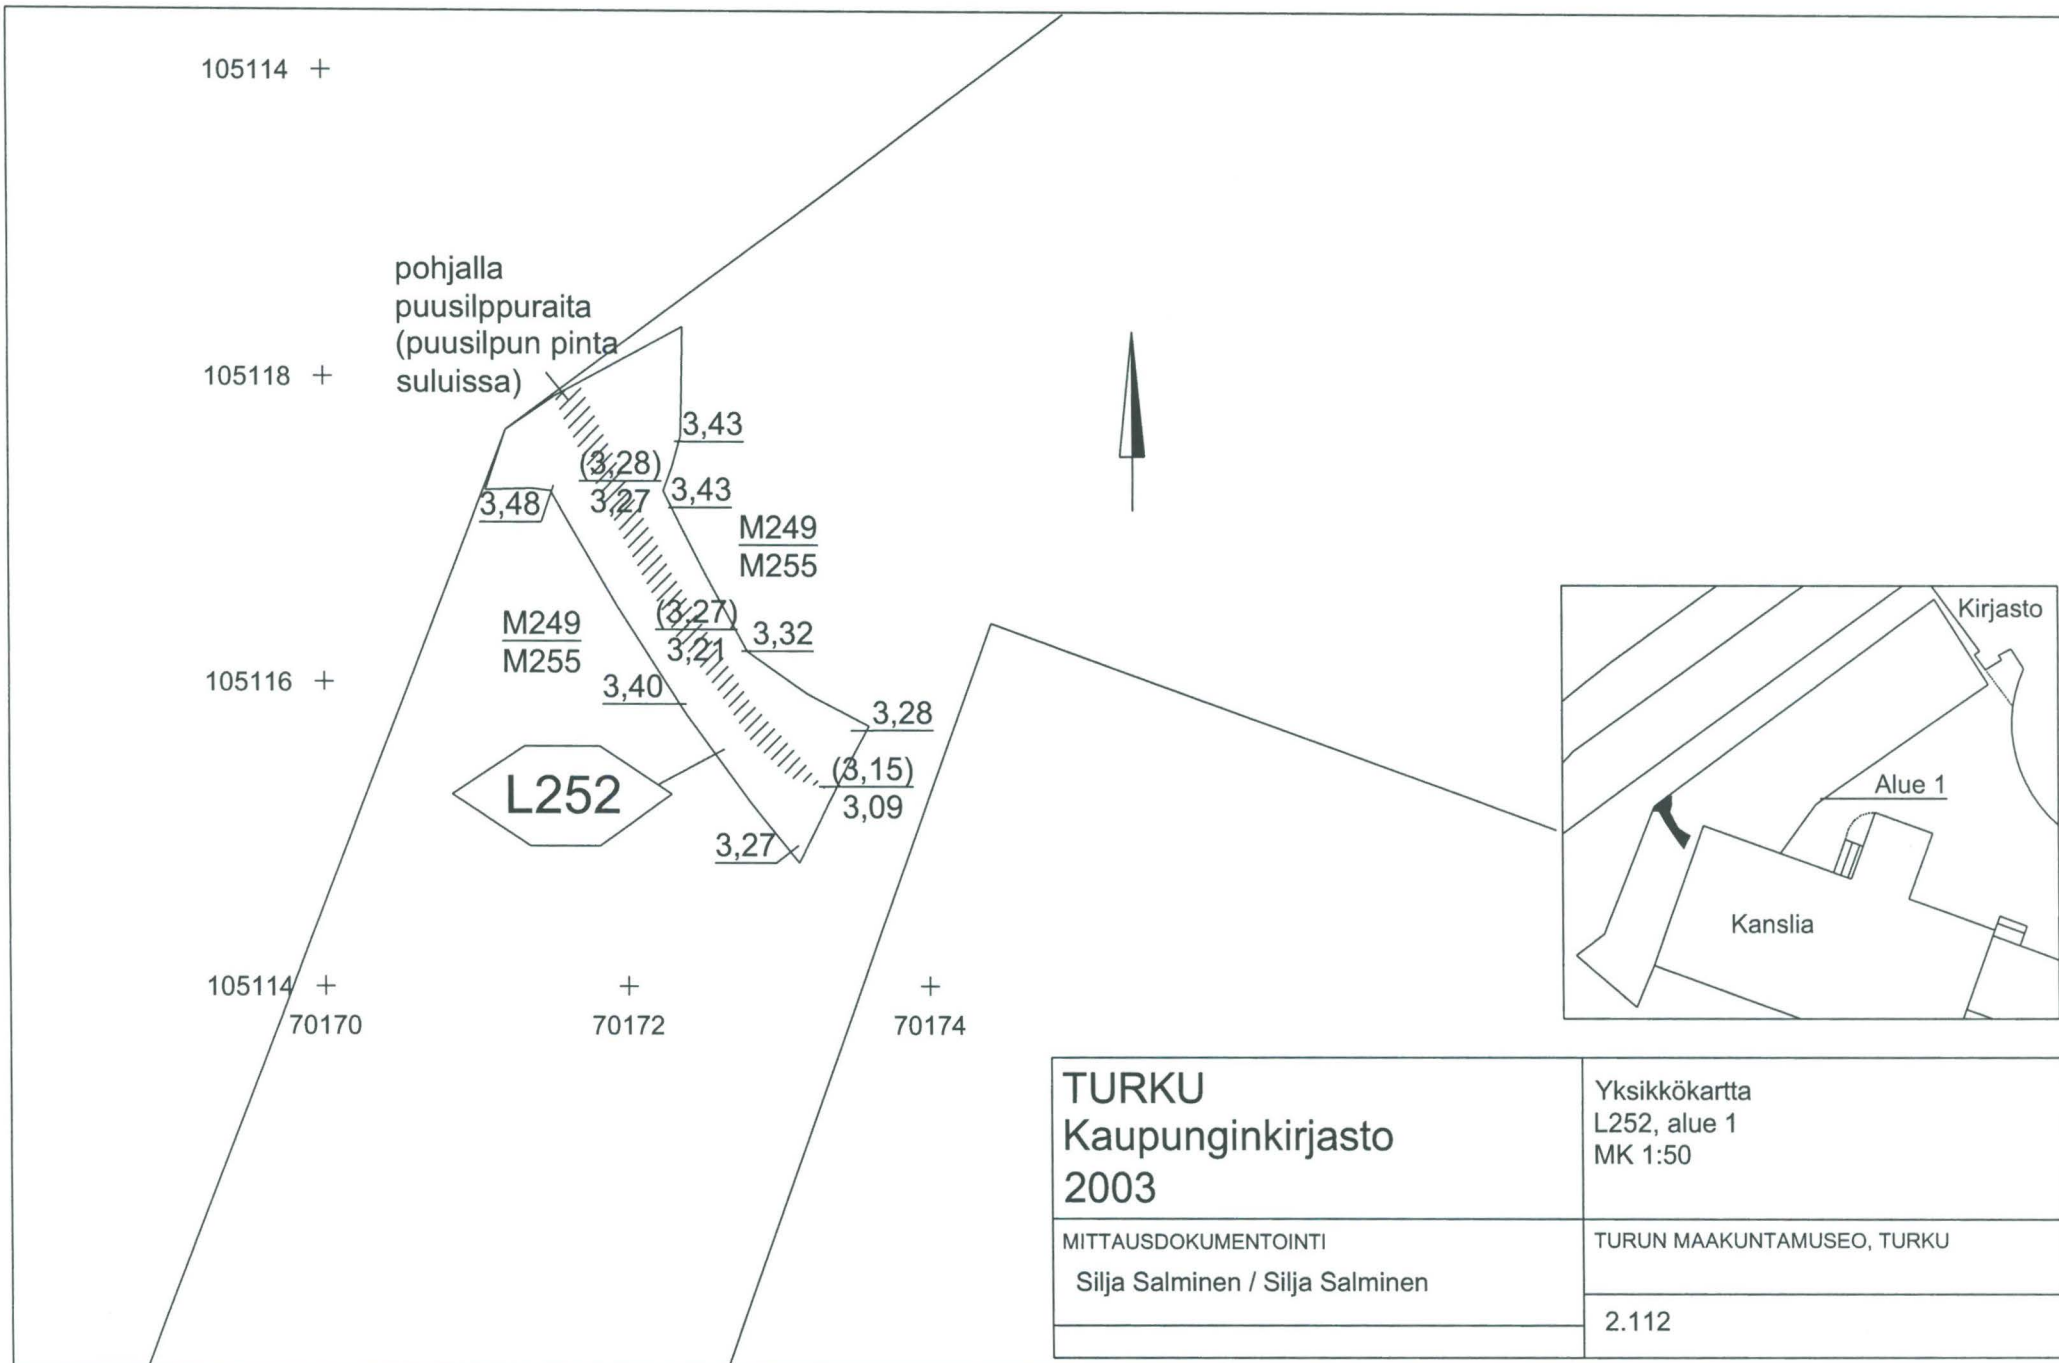 105114
pohjalla
puusilppuraita
(puusilpun pinta
suluissa)
105118
3,43
(3,28)
3,27
3,43
3,48
M249
M255
M249
M255
(3,27)
3,21
3,32
3,40
3,28
L252
(3,15)
3,09
3,27
105116
105114
70170
70172
70174
Kirjasto
Alue 1
Kanslia
TURKU
Kaupunginkirjasto
2003
Yksikkökartta
L252, alue 1
MK 1:50
MITTAUSDOKUMENTOINTI
Silja Salminen / Silja Salminen
TURUN MAAKUNTAMUSEO, TURKU
2.112